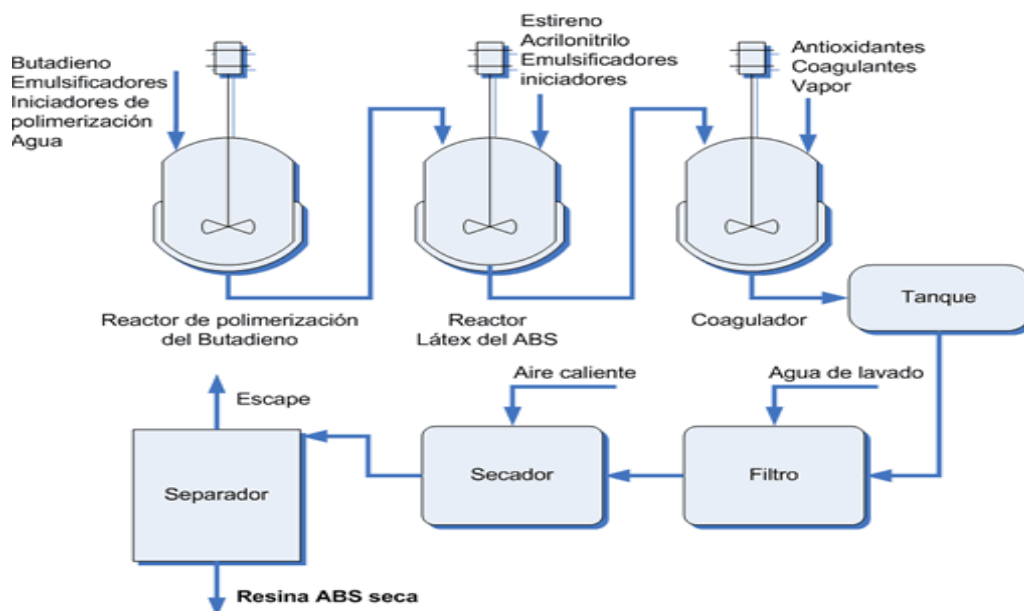 Butadieno
Emulsificadores
Iniciadores de
polimerización
Agua
Estireno
Acrilonitrilo
Emulsificadores
iniciadores
Antioxidantes
Coagulantes
Vapor
Reactor de polimerización
del Butadieno
Reactor
Látex del ABS
Coagulador
Tanque
Escape
Aire caliente
Agua de lavado
Separador
Secador
Filtro
Resina ABS seca